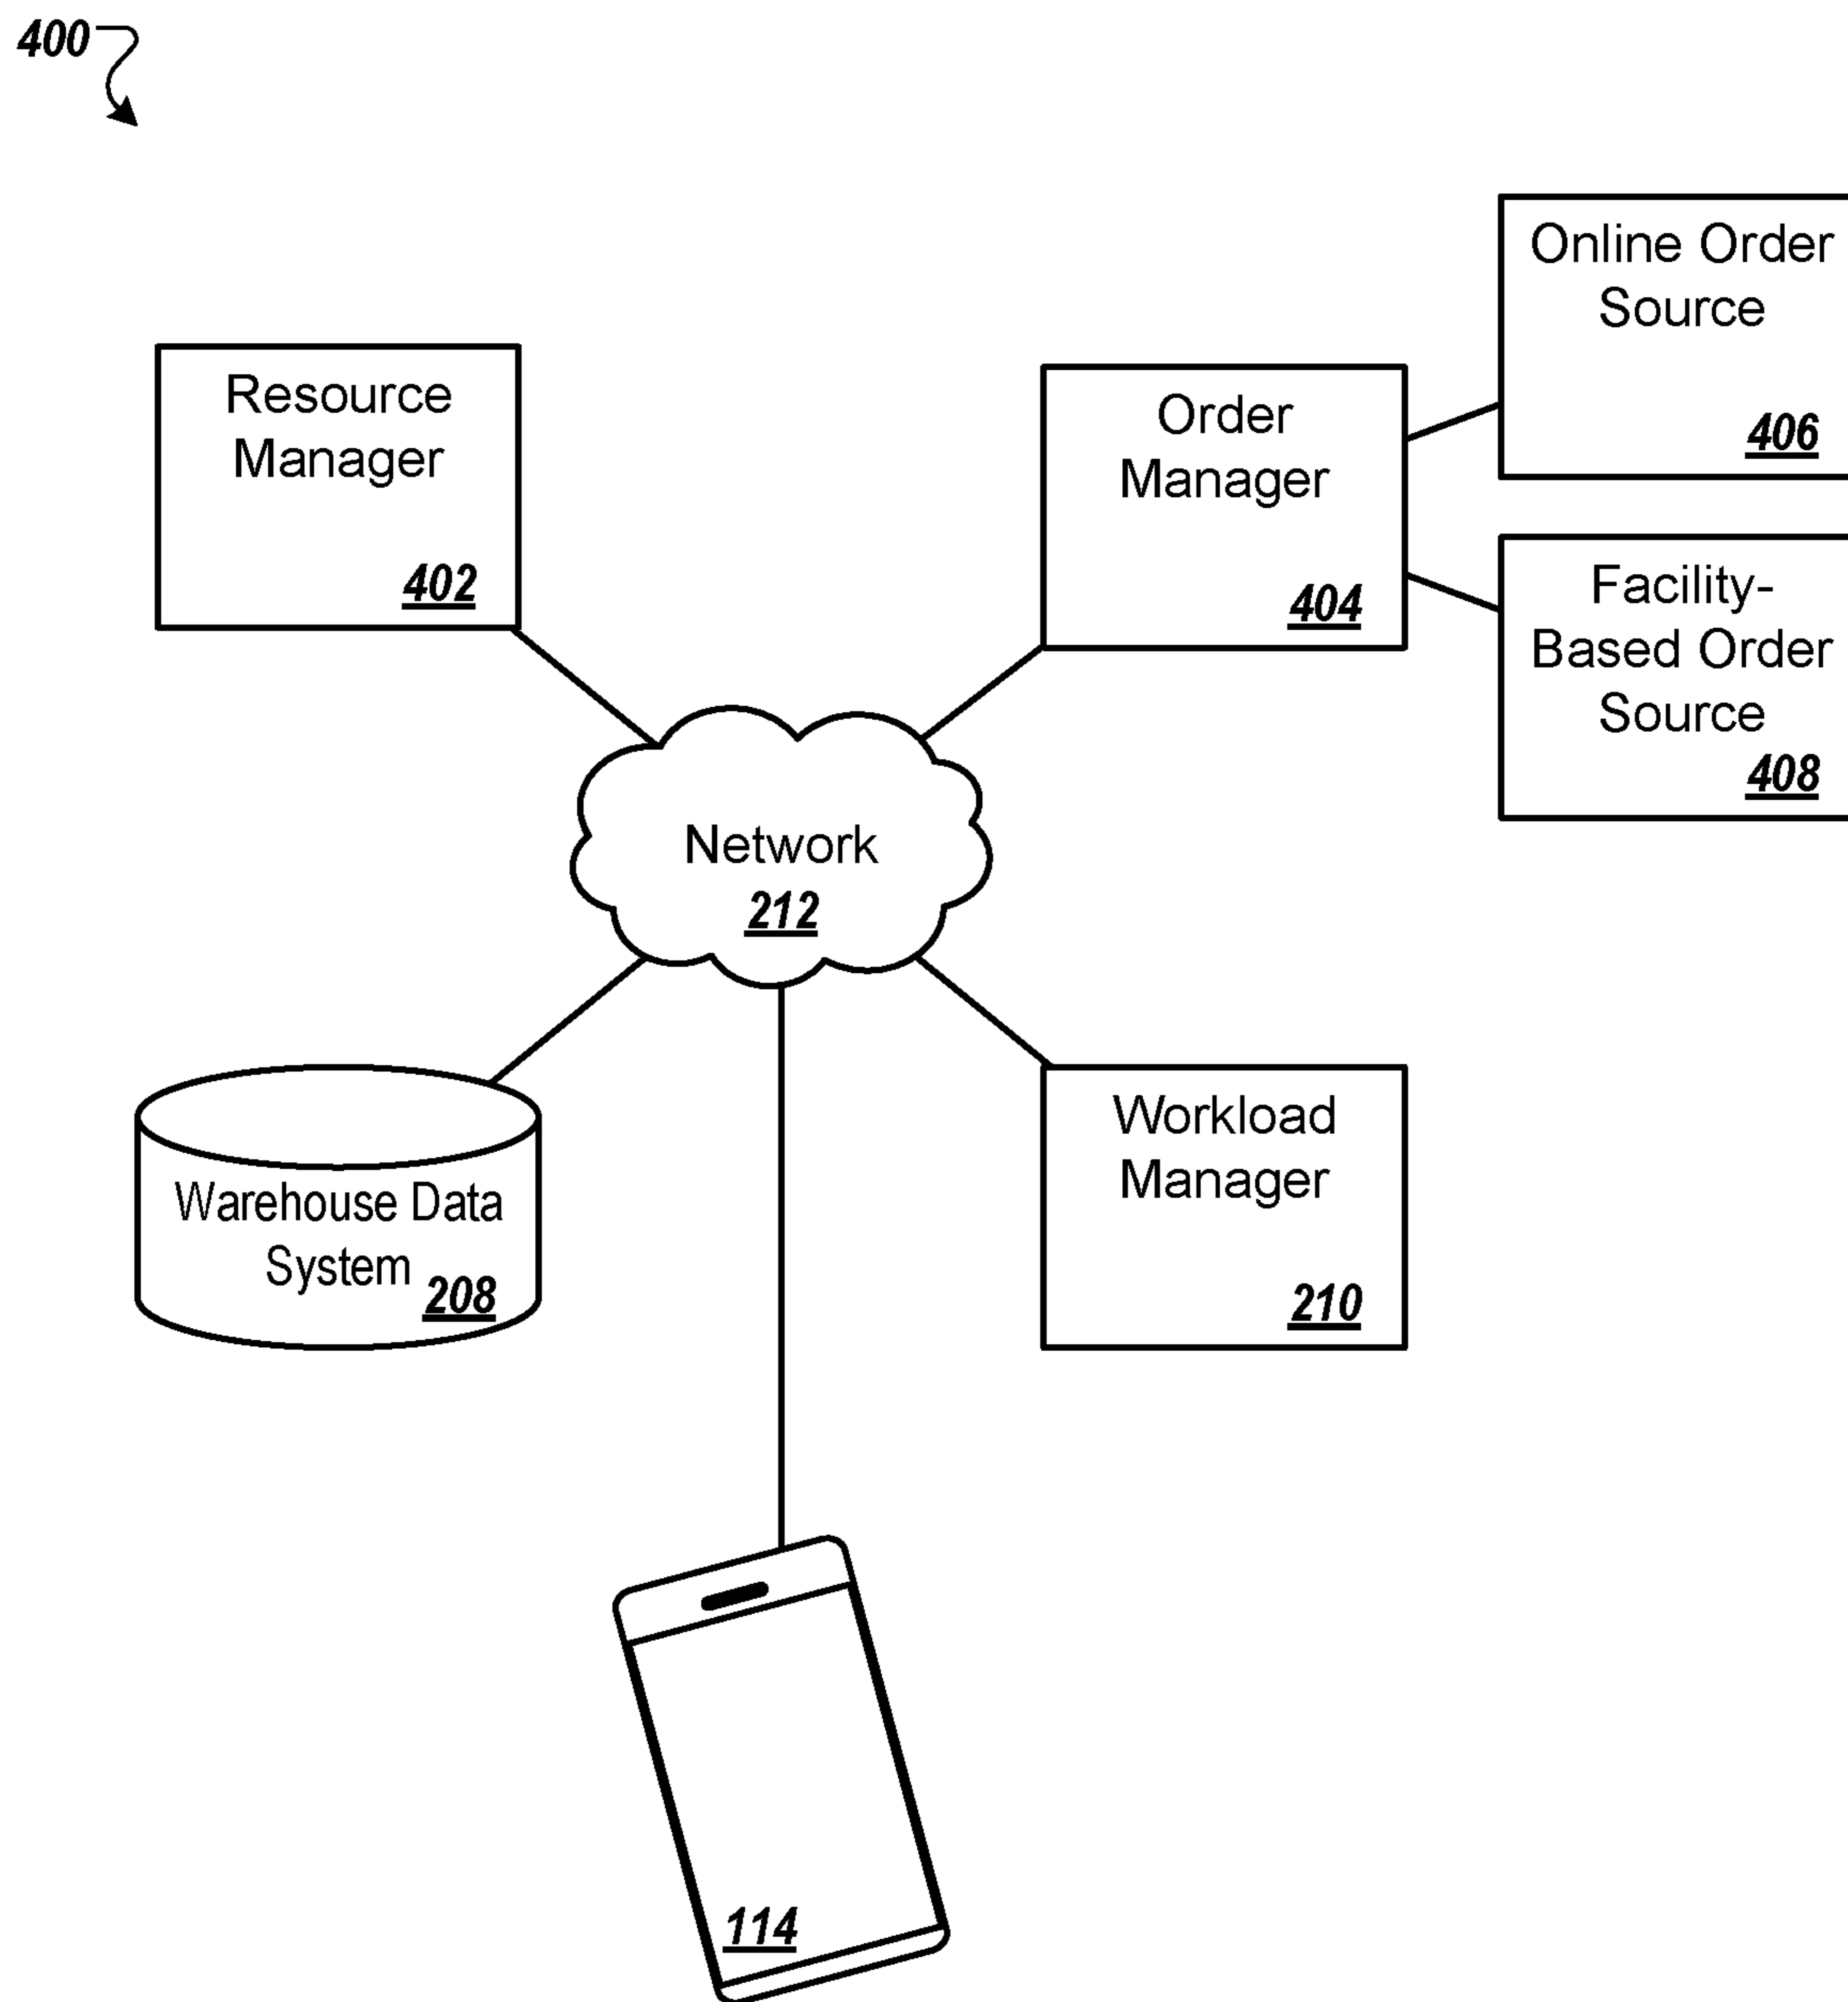 400
Online Order
Source
406
Resource
Manager
402
Order
Manager
404
Facility-
Based Order
Source
408
Network
212
Warehouse Data
System
208
Workload
Manager
210
114